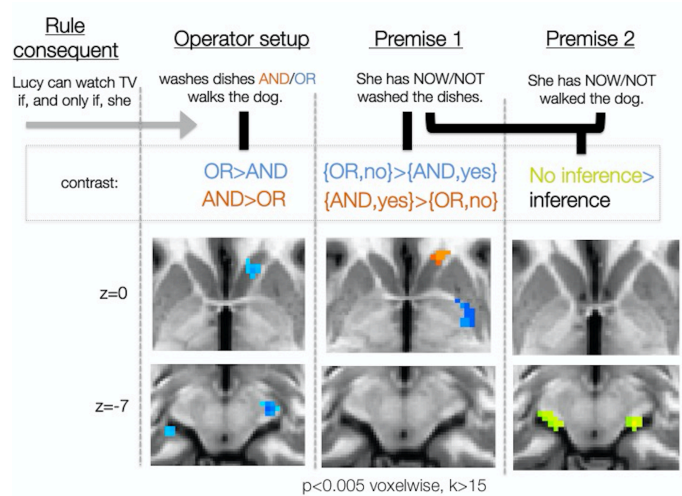 Rule
consequent
Operator setup
Premise 1
Premise 2
Lucy can watch TV
if, and only if, she
washes dishes AND/OR
walks the dog.
She has NOW/NOT
washed the dishes.
She has NOW/NOT
walked the dog.
contrast:
OR>AND
AND>OR
{OR,no}>{AND,yes}
{AND,yes}>{OR,no}
No inference>
inference
z=0
z=-7
p<0.005 voxelwise, k>15